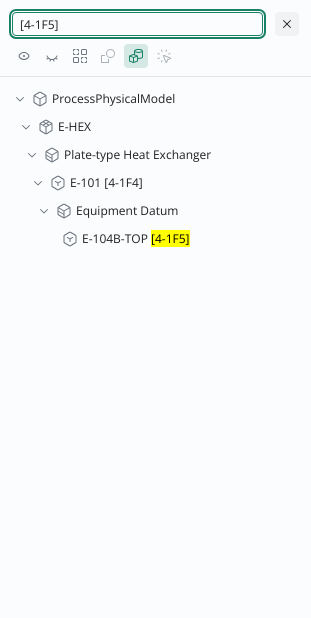 [4-1F5]
ProcessPhysicalModel
E-HEX
Plate-type Heat Exchanger
E-101 [4-1F4]
Equipment Datum
E-104B-TOP [4-1F5]